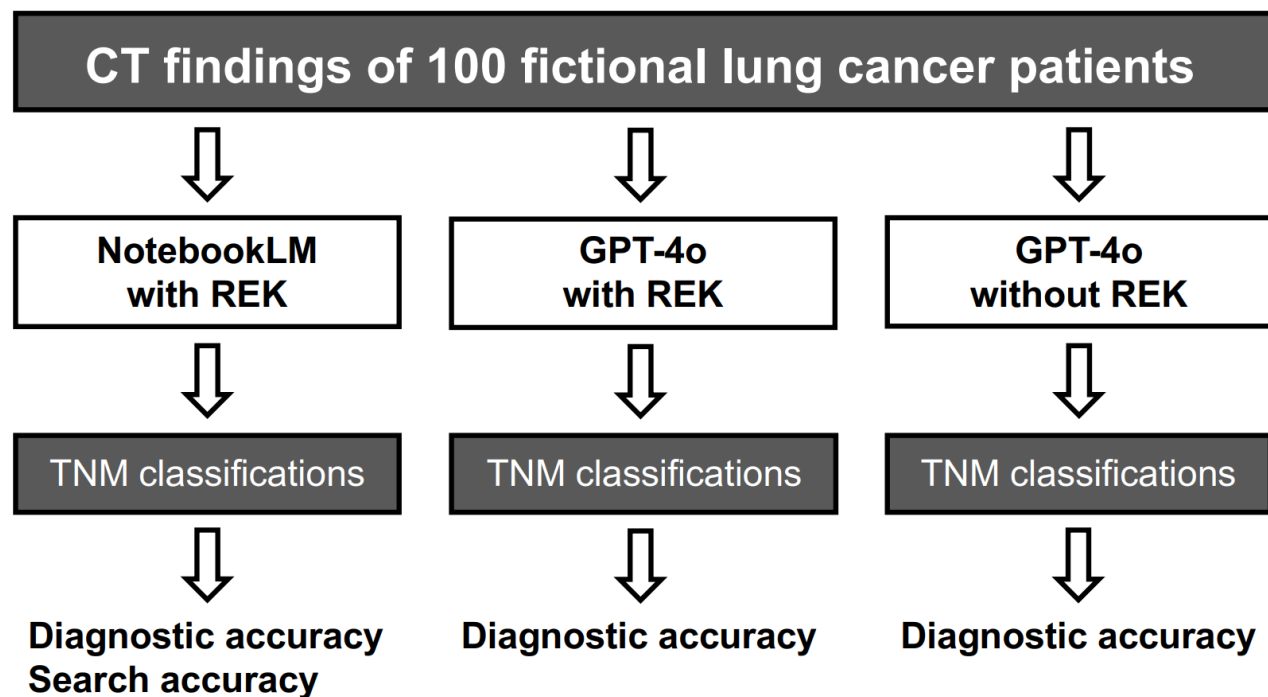 CT findings of 100 fictional lung cancer patients
NotebookLM
with REK
GPT-4o
with REK
GPT-4o
without REK
TNM classifications
TNM classifications
TNM classifications
Diagnostic accuracy
Search accuracy
Diagnostic accuracy
Diagnostic accuracy